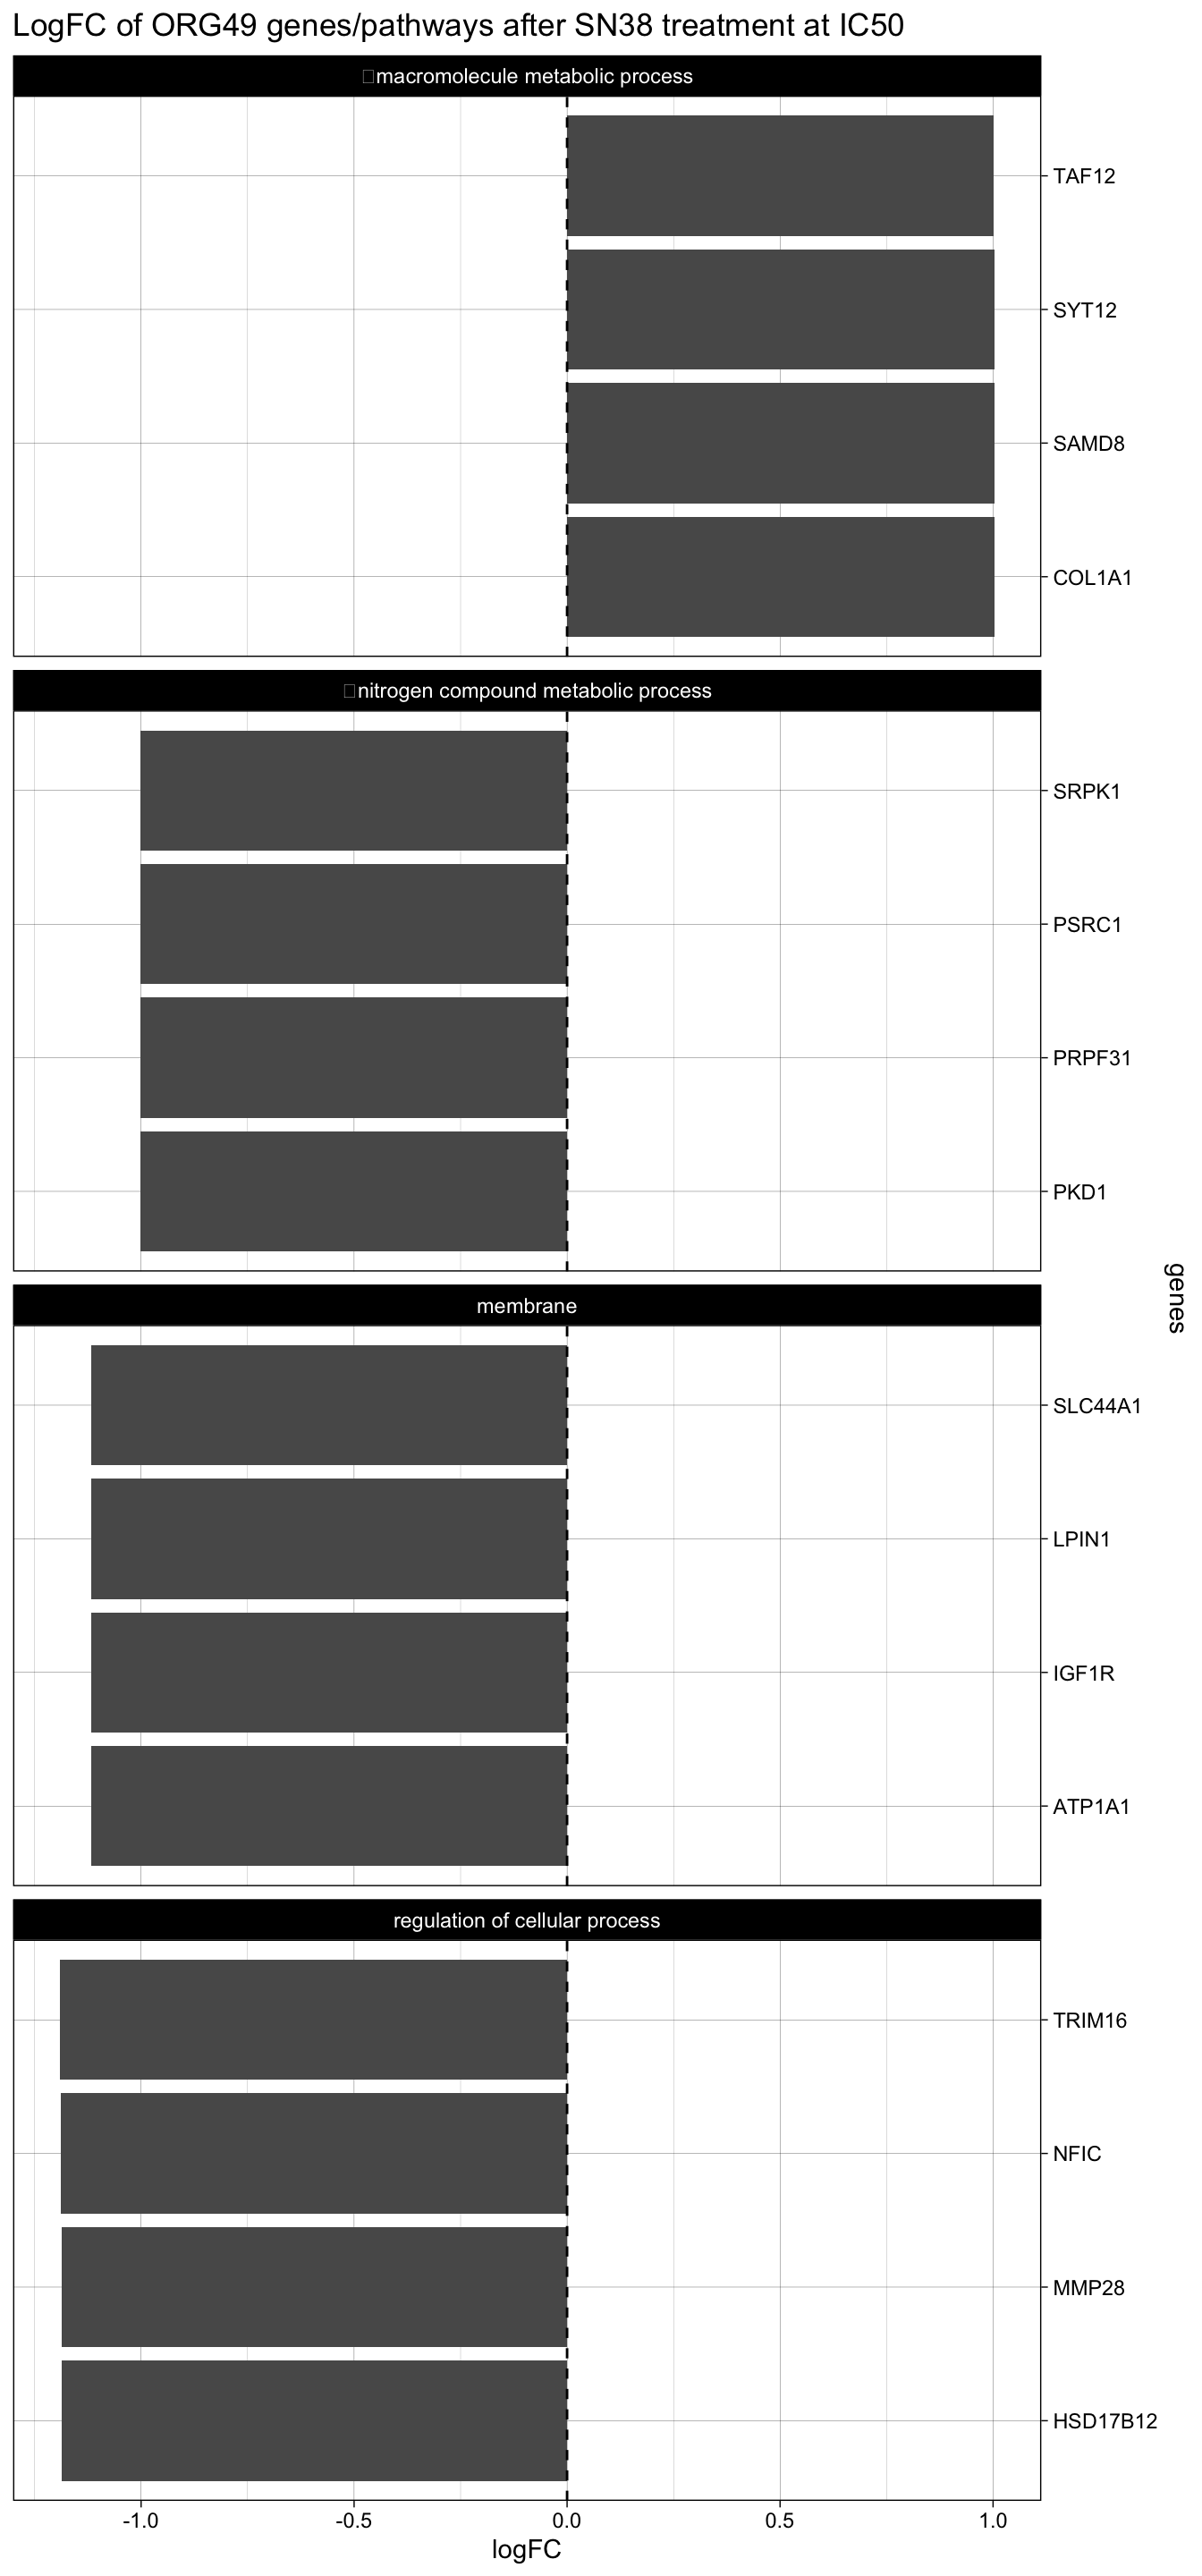 LogFC of ORG49 genes/pathways after SN38 treatment at IC50
macromolecule metabolic process
TAF12
SYT12
SAMD8
COL1A1
nitrogen compound metabolic process
SRPK1
PSRC1
PRPF31
PKD1
genes
membrane
SLC44A1
LPIN1
IGF1R
ATP1A1
regulation of cellular process
TRIM16
NFIC
MMP28
HSD17B12
-1.0 -0.5 0.0 0.5 1.0
logFC